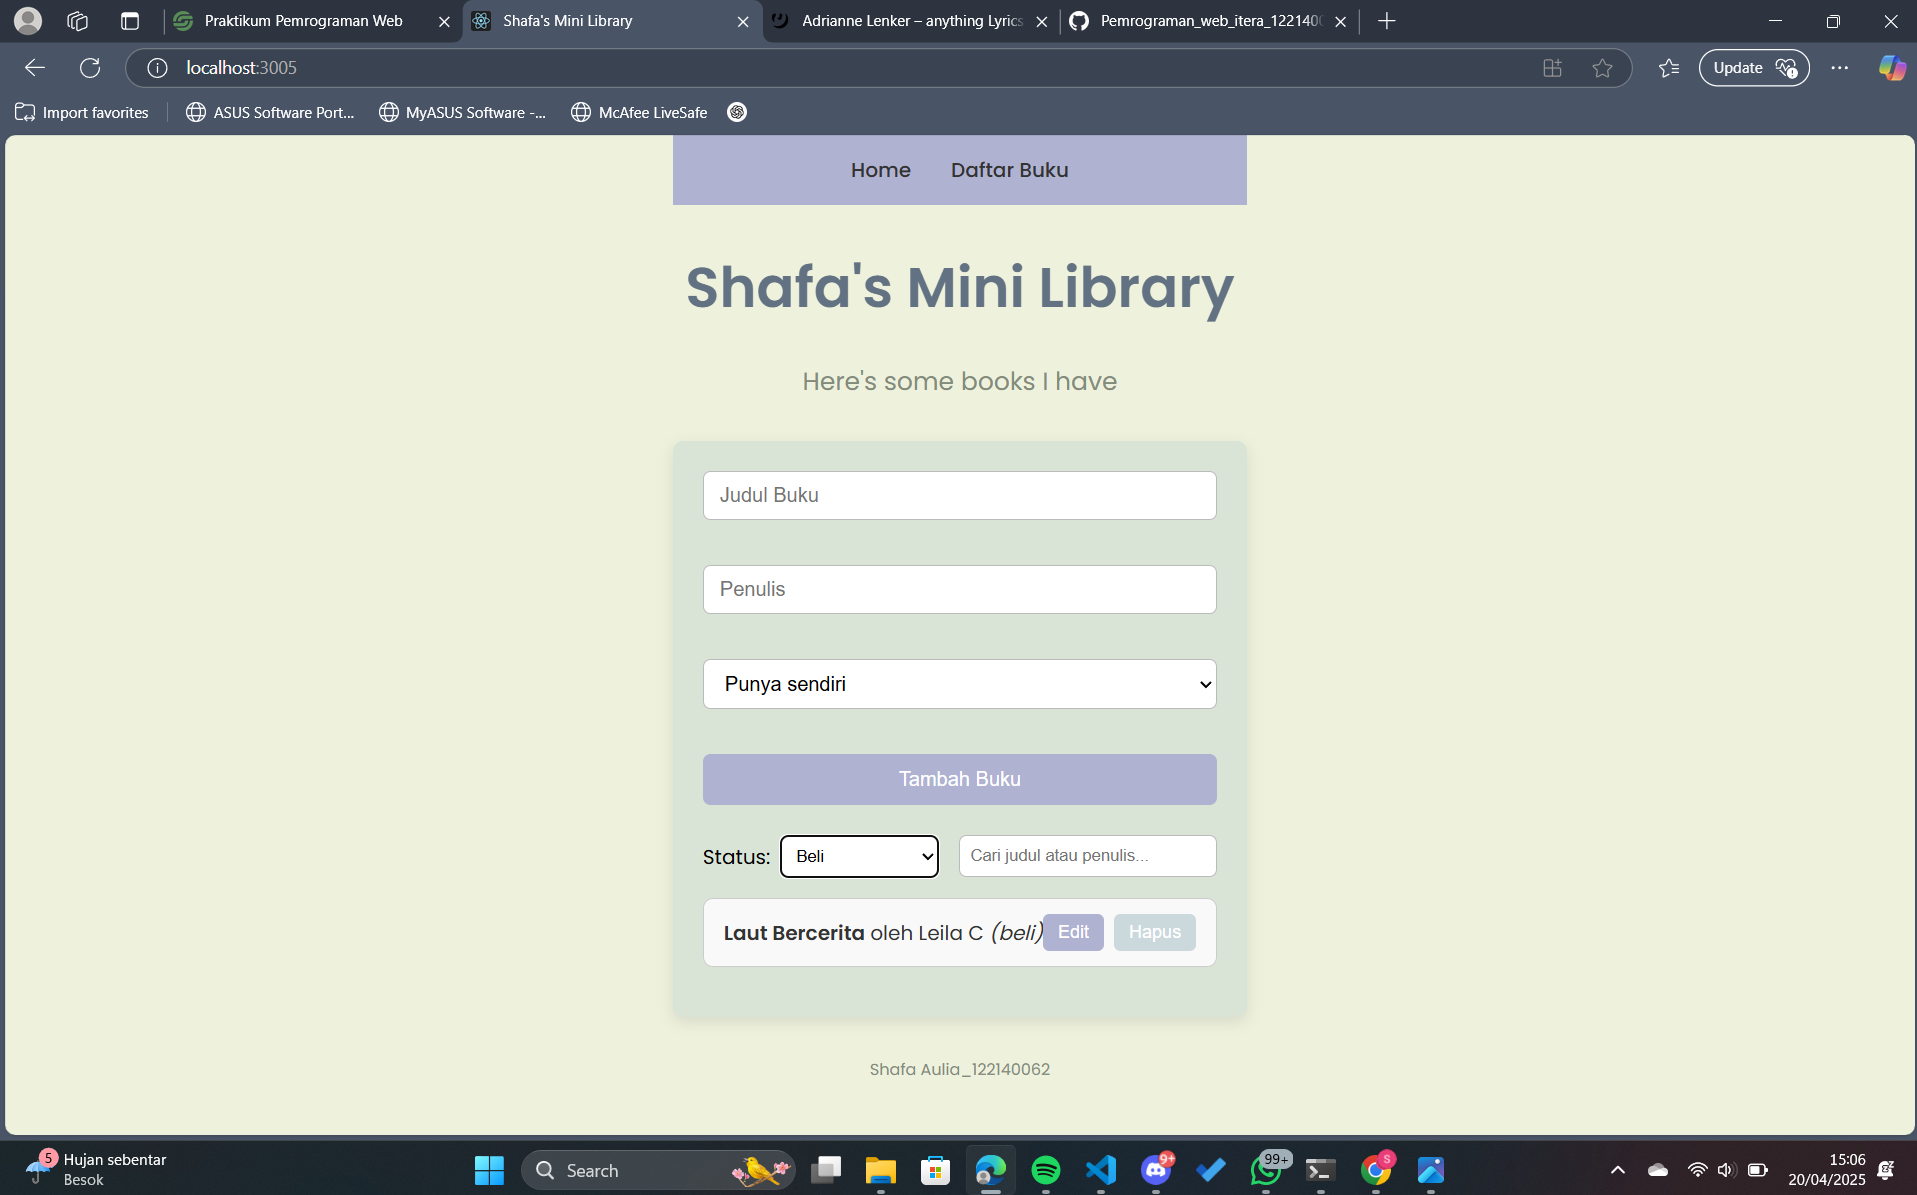 Praktikum Pemrograman Web
Shafa's Mini Library
Adrianne Lenker – anything Lyrics
Pemrograman_web_itera_122140
localhost:3005
Update
Import favorites
ASUS Software Port...
MyASUS Software -...
McAfee LiveSafe
Home
Daftar Buku
Shafa's Mini Library
Here's some books I have
Judul Buku
Penulis
Punya sendiri
Tambah Buku
Status:
Beli
Cari judul atau penulis...
Laut Bercerita oleh Leila C (beli)
Edit
Hapus
Shafa Aulia_122140062
5
Hujan sebentar
Besok
Search
9+
99+
S
15:06
20/04/2025